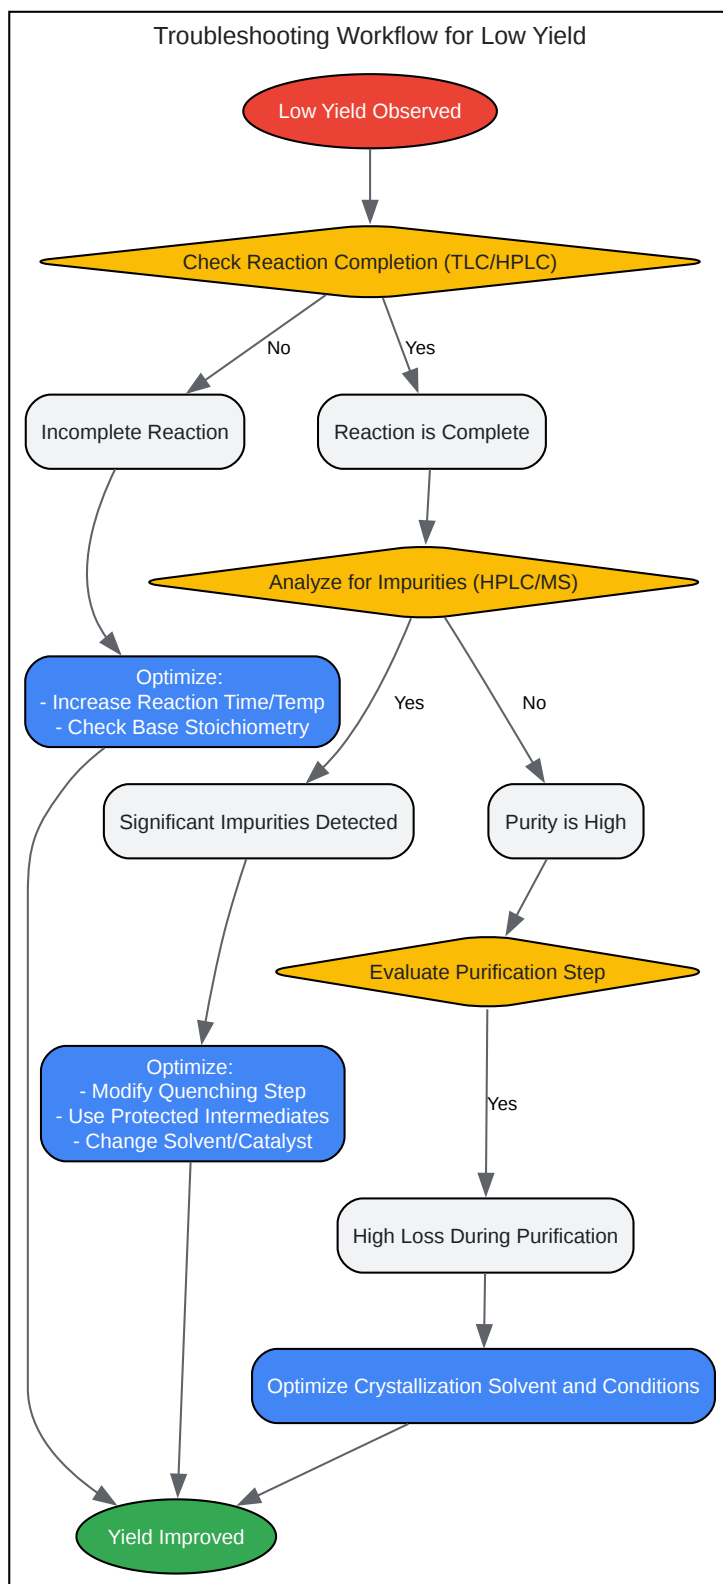 Troubleshooting Workflow for Low Yield
Low Yield Observed
Check Reaction Completion (TLC/HPLC)
No
Yes
Incomplete Reaction
Reaction is Complete
Analyze for Impurities (HPLC/MS)
Optimize:
- Increase Reaction Time/Temp
- Check Base Stoichiometry
Yes
No
Significant Impurities Detected
Purity is High
Evaluate Purification Step
Optimize:
- Modify Quenching Step
- Use Protected Intermediates
- Change Solvent/Catalyst
Yes
High Loss During Purification
Optimize Crystallization Solvent and Conditions
Yield Improved